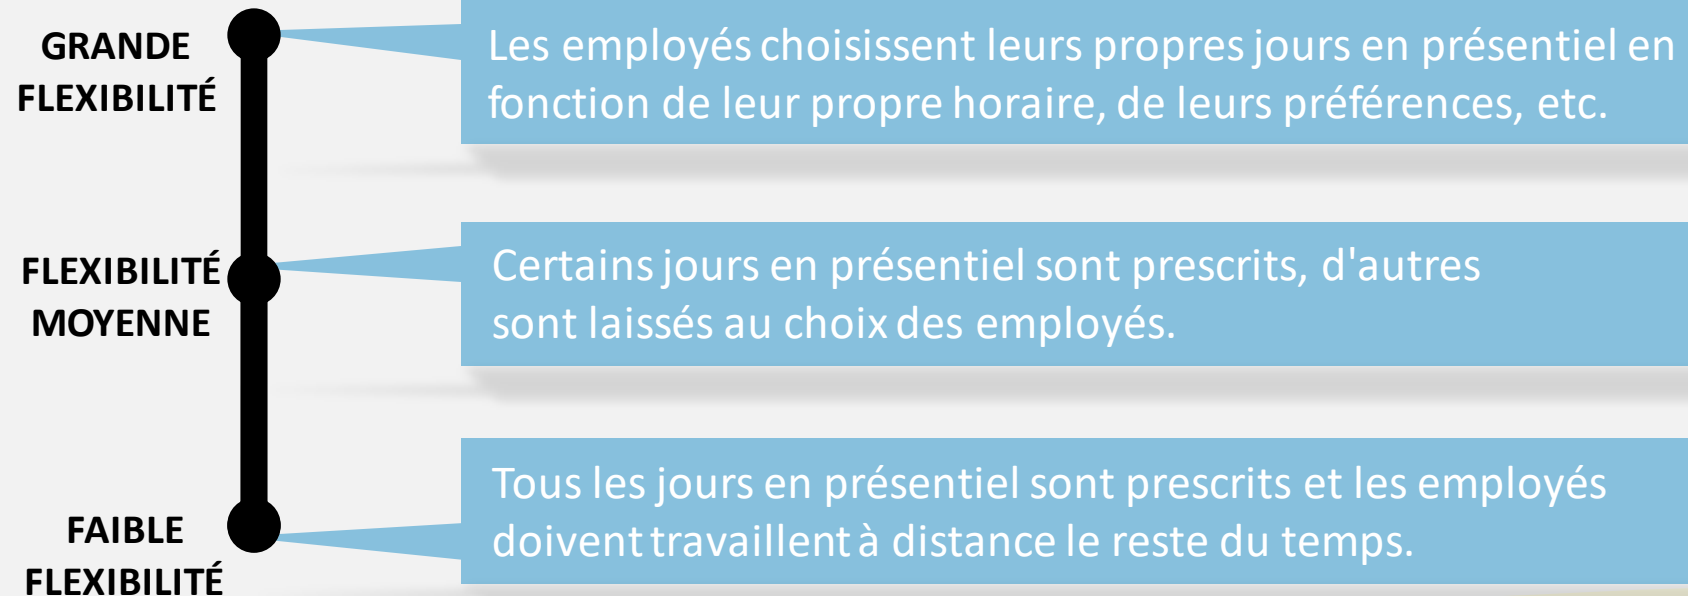 GRANDE
FLEXIBILITÉ
Les employés choisissent leurs propres jours en présentiel en
fonction de leur propre horaire, de leurs préférences, etc.
FLEXIBILITÉ
MOYENNE
Certains jours en présentiel sont prescrits, d'autres
sont laissés au choix des employés.
FAIBLE
FLEXIBILITÉ
Tous les jours en présentiel sont prescrits et les employés
doivent travaillent à distance le reste du temps.